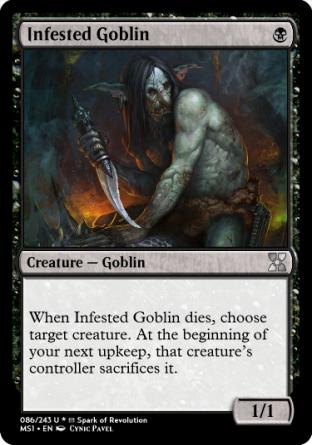 Infested Goblin
Creature — Goblin
When Infested Goblin dies, choose
target creature. At the beginning of
your next upkeep, that creature's
controller sacrifices it.
086/243 U * Spark of Revolution
MS1 • EN Cynic Pavel
1/1